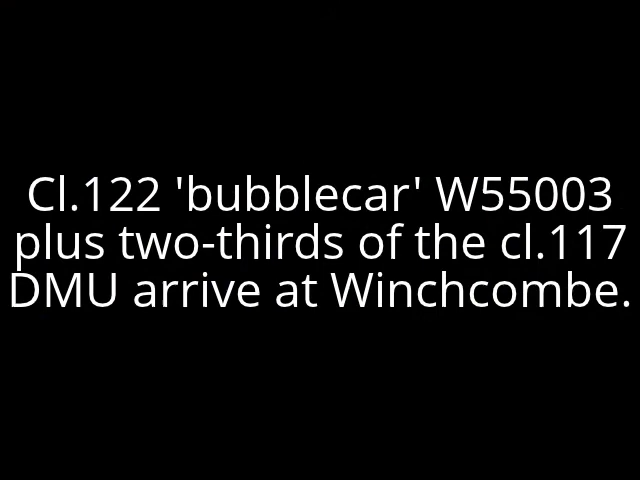 Cl.122 'bubblecar' W55003
plus two-thirds of the cl.117
DMU arrive at Winchcombe.